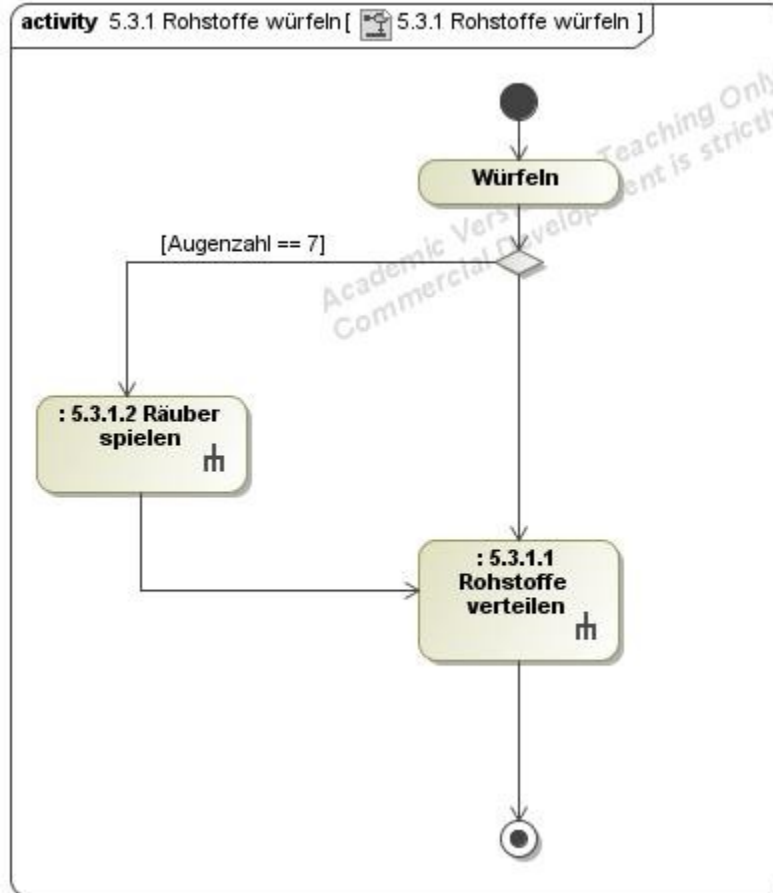 activity 5.3.1 Rohstoffe würfeln[ 5.3.1 Rohstoffe würfeln ]
Würfeln
[Augenzahl == 7]
: 5.3.1.2 Räuber
spielen
: 5.3.1.1
Rohstoffe
verteilen
Academic Vers Teaching Only
Commercial Development is strictly